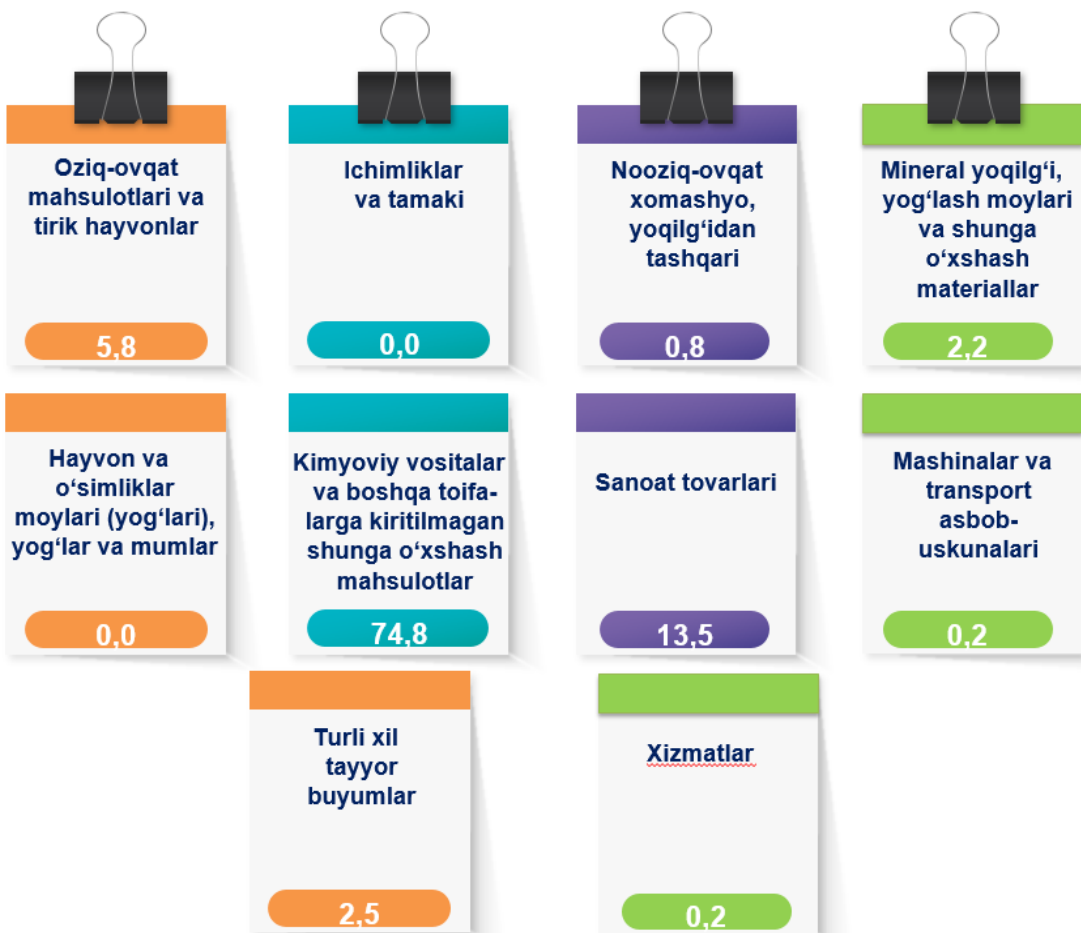 Oziq-ovqat
mahsulotlari va
tirik hayvonlar
5,8
Ichimliklar
va tamaki
0,0
Nooziq-ovqat
xomashyo,
yoqilg‘idan
tashqari
0,8
Mineral yoqilg‘i,
yog‘lash moylari
va shunga
o‘xshash
materiallar
2,2
Hayvon va
o‘simliklar
moylari (yog‘lari),
yog‘lar va mumlar
0,0
Kimyoviy vositalar
va boshqa toifa-
larga kiritilmagan
shunga o‘xshash
mahsulotlar
74,8
Sanoat tovarlari
13,5
Mashinalar va
transport
asbob-
uskunalari
0,2
Turli xil
tayyor
buyumlar
2,5
Xizmatlar
0,2